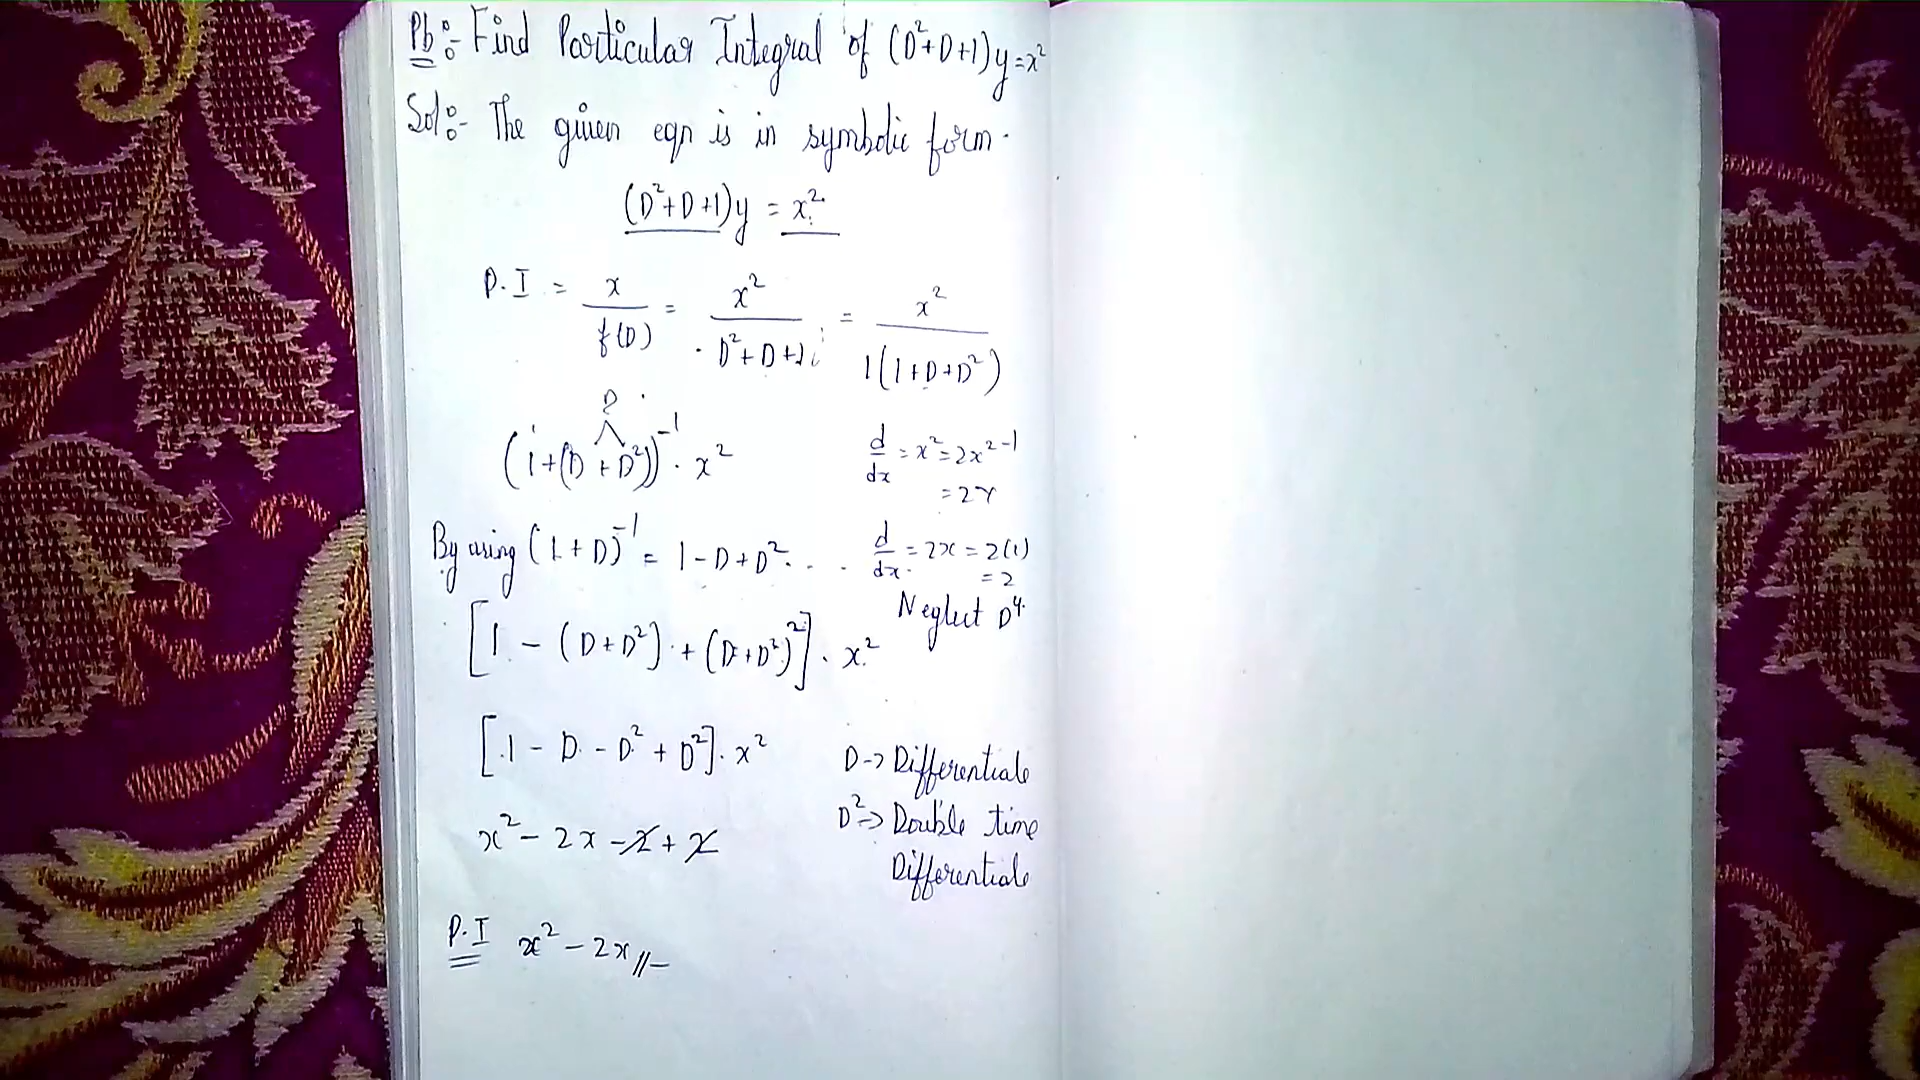 Pb:- Find Particular Integral of (D²+D+1)y=x²
Sol:- The given eqn is in symbolic form.
(D²+D+1)y = x²
P.I = x/f(D) = x²/D²+D+1 = x²/1(1+D+D²)
D
(1+(D+D²))⁻¹ . x²
d/dx = x² = 2x²⁻¹
= 2x
By using (1+D)⁻¹ = 1-D+D²...
d/dx = 2x = 2(1)
= 2
Neglect D⁴
[1 - (D+D²) + (D+D²)²] . x²
[1 - D - D² + D²] . x²
D-> Differentiate
D²-> Double time
Differentiate
x² - 2x - 2 + 2
P.I x² - 2x//-